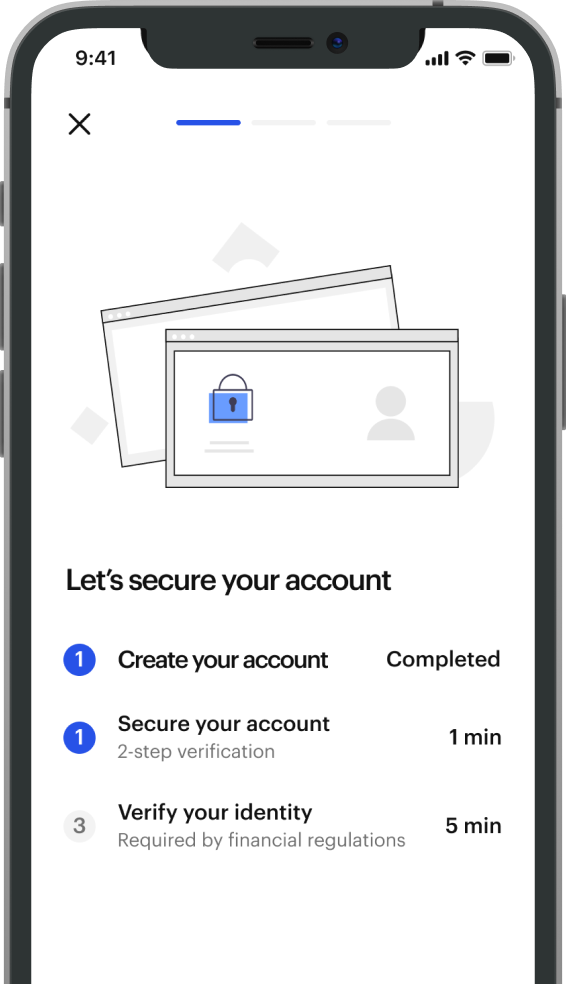 9:41
Let's secure your account
1 Create your account Completed
1 Secure your account 1 min
2-step verification
3 Verify your identity 5 min
Required by financial regulations